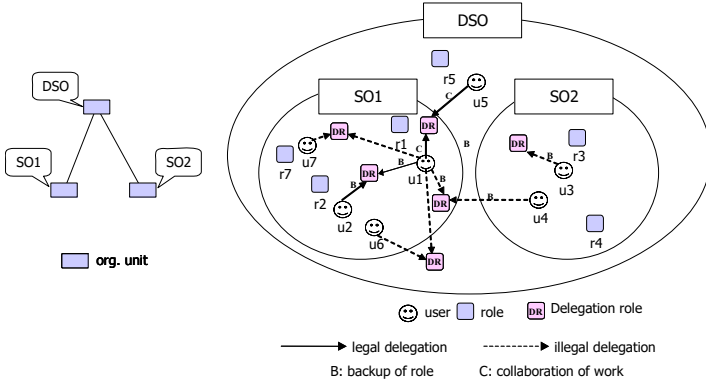 DSO
DSO
SO1
SO2
org. unit
SO1
SO2
r5
u5
C
DR
r1
DR
u7
r7
C
B
u1
DR
B
B
r2
B
u2
DR
u6
DR
DR
B
u3
r3
B
u4
r4
user
role
DR
Delegation role
legal delegation
illegal delegation
B: backup of role
C: collaboration of work